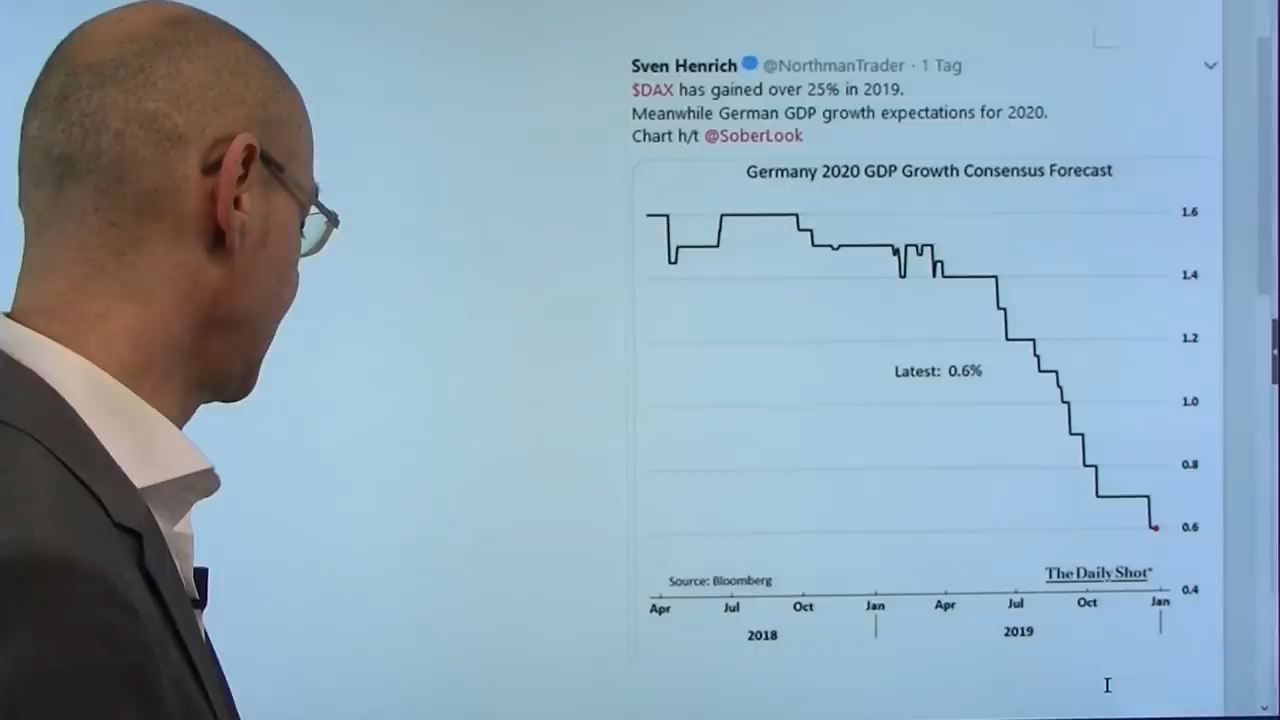 Sven Henrich @NorthmanTrader · 1 Tag
$DAX has gained over 25% in 2019.
Meanwhile German GDP growth expectations for 2020.
Chart h/t @SoberLook
Germany 2020 GDP Growth Consensus Forecast
1.6
1.4
1.2
Latest: 0.6%
1.0
0.8
0.6
Source: Bloomberg
The Daily Shot®
0.4
Apr Jul Oct Jan Apr Jul Oct Jan
2018 2019